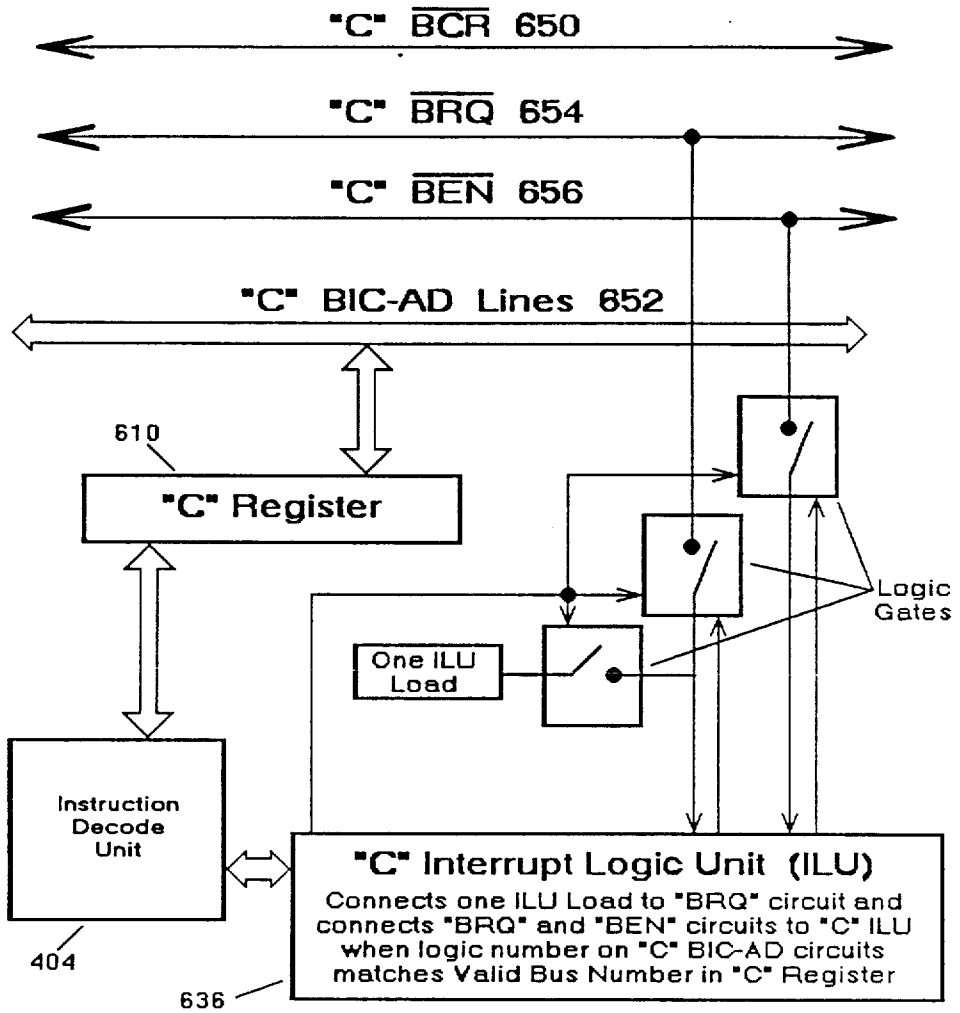 "C" BCR 650
"C" BRQ 654
"C" BEN 656
"C" BIC-AD Lines 652
610
"C" Register
Logic
Gates
One ILU
Load
Instruction
Decode
Unit
"C" Interrupt Logic Unit (ILU)
Connects one ILU Load to "BRQ" circuit and
connects "BRQ" and "BEN" circuits to "C" ILU
when logic number on "C" BIC-AD circuits
matches Valid Bus Number in "C" Register
404
636